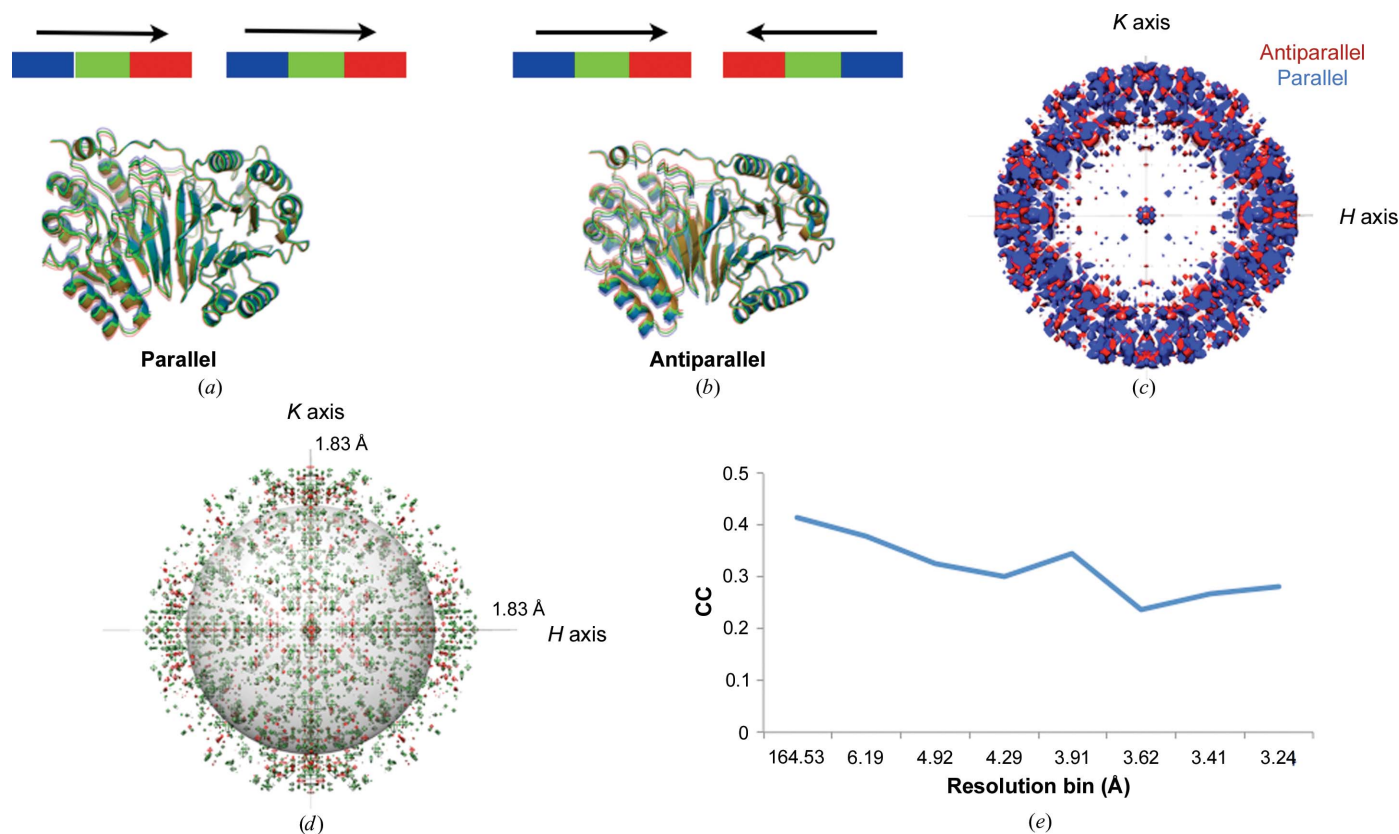 K axis
Antiparallel
Parallel
H axis
Parallel
Antiparallel
(a)
(b)
(c)
K axis
1.83 Å
1.83 Å
H axis
(d)
0.5
0.4
0.3
0.2
0.1
0
CC
164.53 6.19 4.92 4.29 3.91 3.62 3.41 3.24
Resolution bin (Å)
(e)